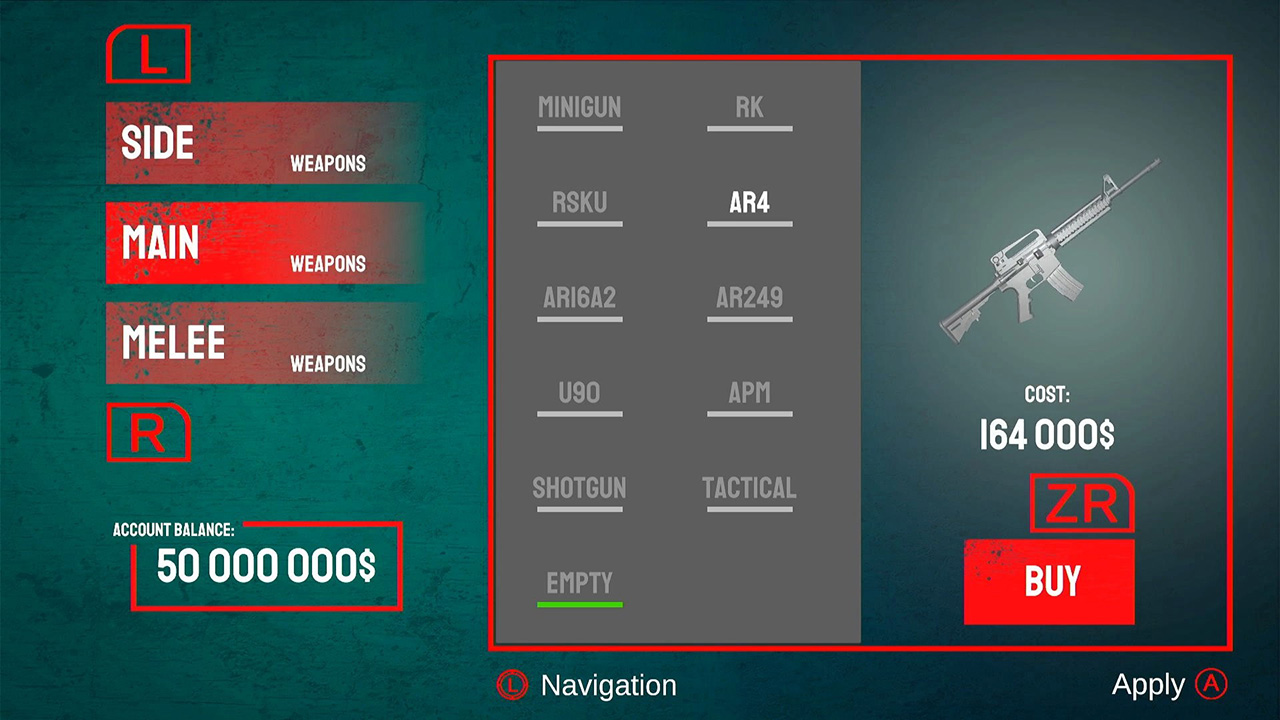 L
SIDE
WEAPONS
MAIN
WEAPONS
MELEE
WEAPONS
R
ACCOUNT BALANCE:
50 000 000$
MINIGUN RK
RSKU AR4
AR16A2 AR249
U90 APM
SHOTGUN TACTICAL
EMPTY
COST:
164 000$
ZR
BUY
L Navigation
Apply A